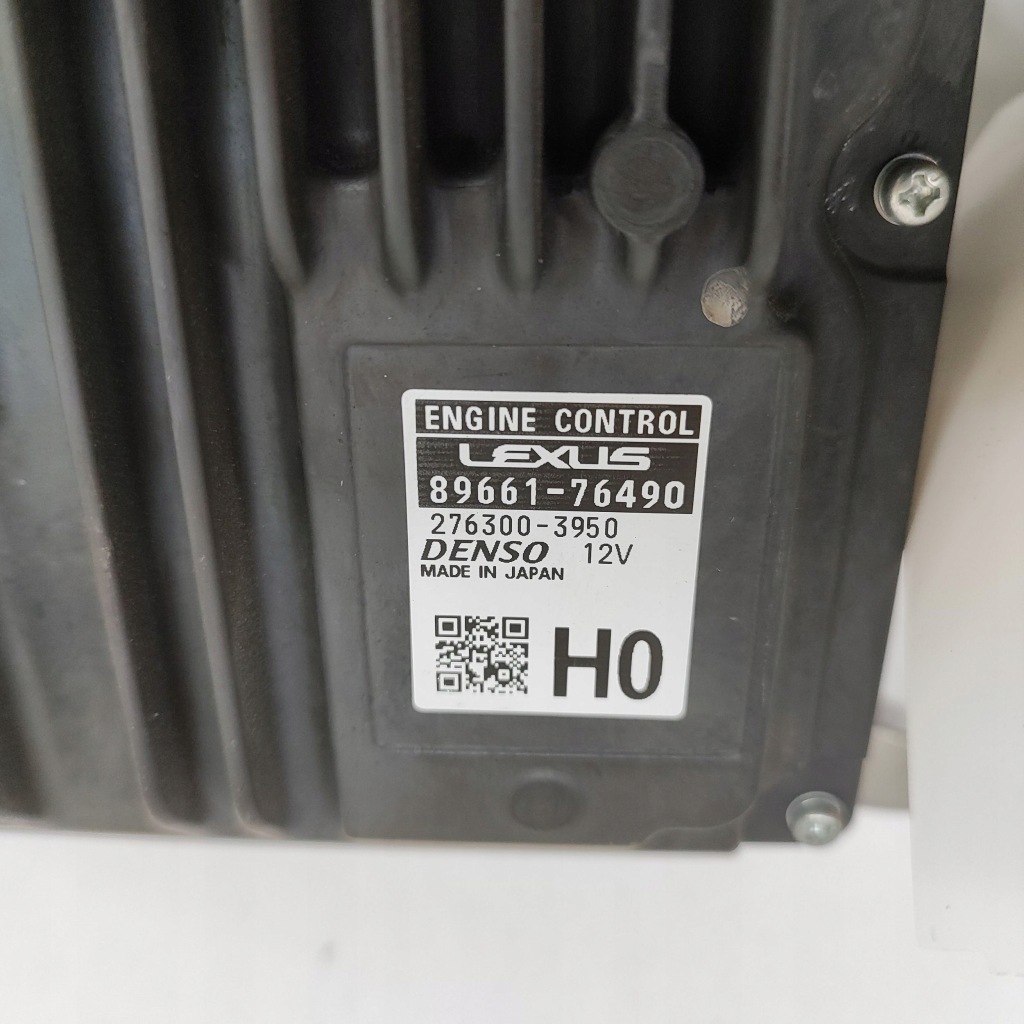 ENGINE CONTROL
LEXUS
89661-76490
276300-3950
DENSO 12V
MADE IN JAPAN
H0